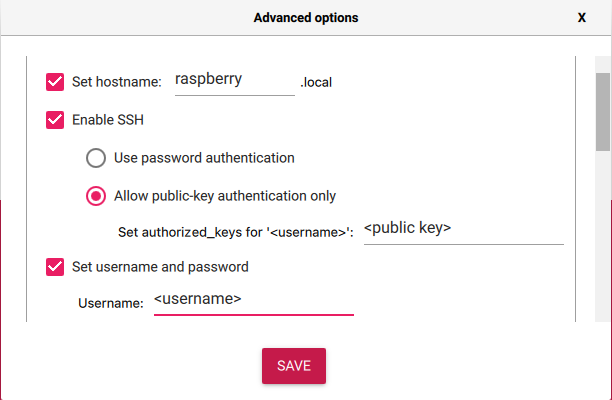 Advanced options X
Set hostname: raspberry .local
Enable SSH
Use password authentication
Allow public-key authentication only
Set authorized_keys for '<username>': <public key>
Set username and password
Username: <username>
SAVE